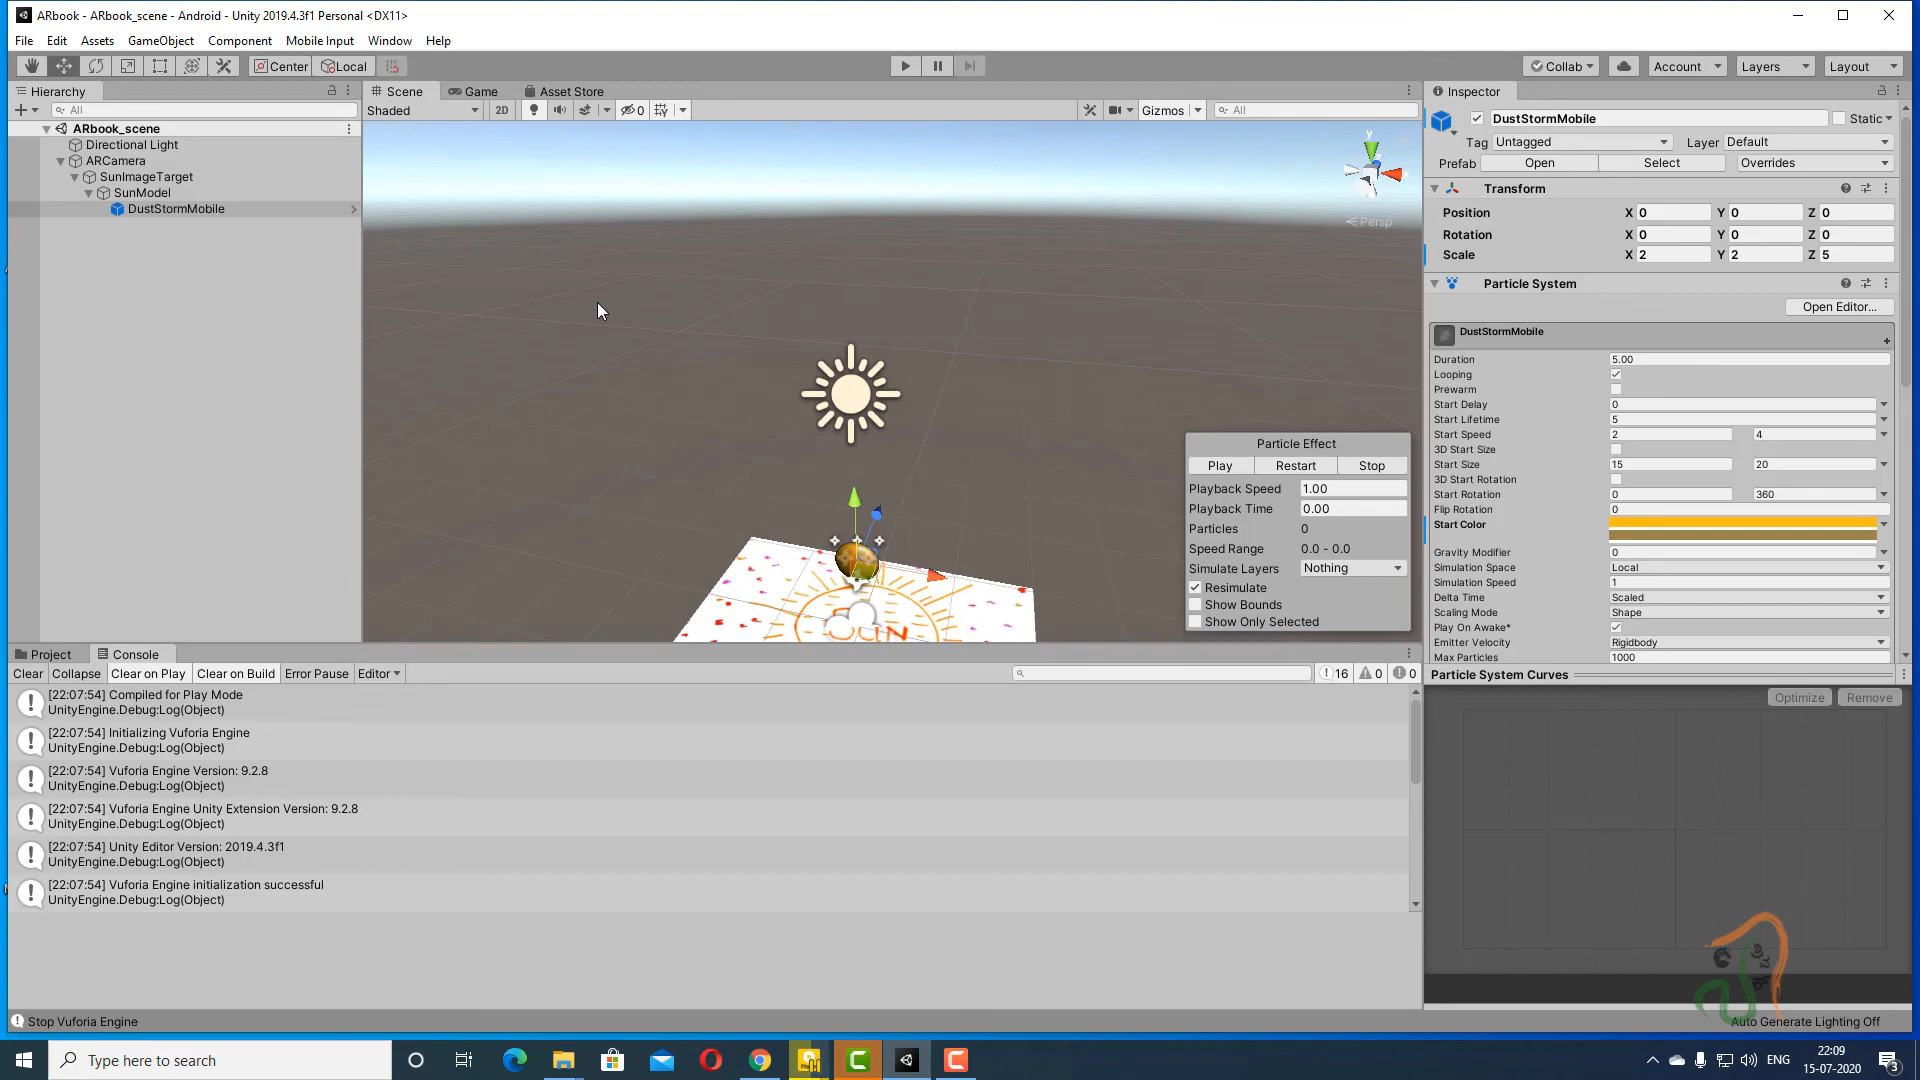 ARbook - ARbook_scene - Android - Unity 2019.4.3f1 Personal <DX11>
File Edit Assets GameObject Component Mobile Input Window Help
Center Local Collab Account Layers Layout
Hierarchy
All
ARbook_scene
Directional Light
ARCamera
SunImageTarget
SunModel
DustStormMobile
Scene Game Asset Store
Shaded 2D 0 Gizmos All
y
Persp
SUN
Particle Effect
Play Restart Stop
Playback Speed 1.00
Playback Time 0.00
Particles 0
Speed Range 0.0 - 0.0
Simulate Layers Nothing
Resimulate
Show Bounds
Show Only Selected
Inspector
DustStormMobile Static
Tag Untagged Layer Default
Prefab Open Select Overrides
Transform
Position X 0 Y 0 Z 0
Rotation X 0 Y 0 Z 0
Scale X 2 Y 2 Z 5
Particle System
Open Editor...
DustStormMobile
Duration 5.00
Looping
Prewarm
Start Delay 0
Start Lifetime 5
Start Speed 2 4
3D Start Size
Start Size 15 20
3D Start Rotation
Start Rotation 0 360
Flip Rotation 0
Start Color
Gravity Modifier 0
Simulation Space Local
Simulation Speed 1
Delta Time Scaled
Scaling Mode Shape
Play On Awake*
Emitter Velocity Rigidbody
Max Particles 1000
Particle System Curves
Optimize Remove
Project Console
Clear Collapse Clear on Play Clear on Build Error Pause Editor 16 0 0
[22:07:54] Compiled for Play Mode
UnityEngine.Debug:Log(Object)
[22:07:54] Initializing Vuforia Engine
UnityEngine.Debug:Log(Object)
[22:07:54] Vuforia Engine Version: 9.2.8
UnityEngine.Debug:Log(Object)
[22:07:54] Vuforia Engine Unity Extension Version: 9.2.8
UnityEngine.Debug:Log(Object)
[22:07:54] Unity Editor Version: 2019.4.3f1
UnityEngine.Debug:Log(Object)
[22:07:54] Vuforia Engine initialization successful
UnityEngine.Debug:Log(Object)
Stop Vuforia Engine
Auto Generate Lighting Off
Type here to search
ENG
22:09
15-07-2020
3